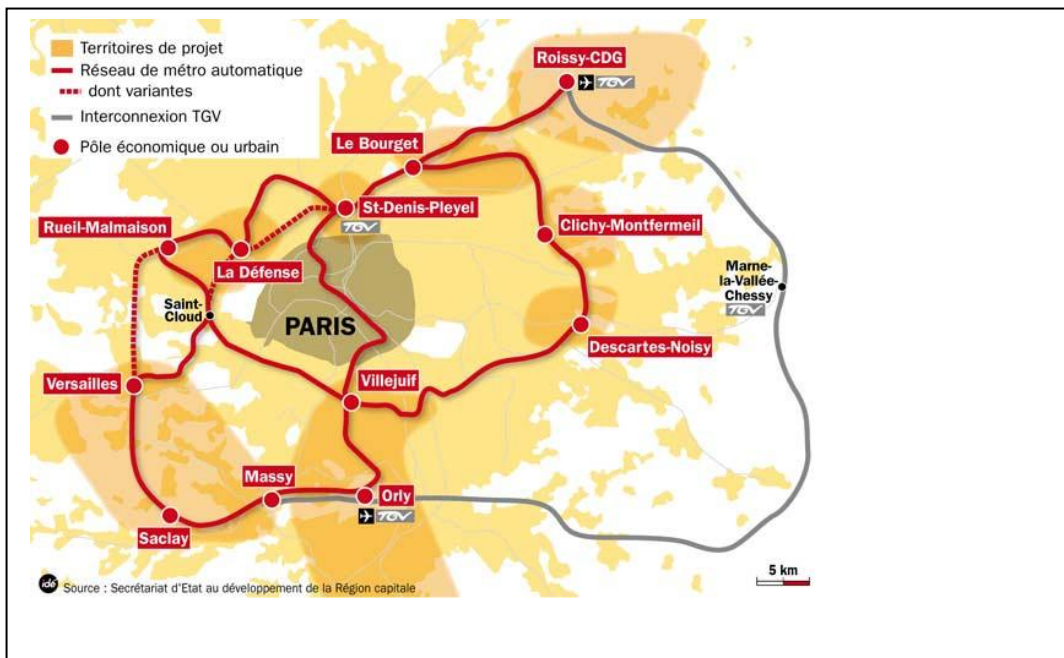 Territoires de projet
Réseau de métro automatique
dont variantes
Interconnexion TGV
Pôle économique ou urbain
Roissy-CDG
TGV
Le Bourget
St-Denis-Pleyel
TGV
Rueil-Malmaison
Clichy-Montfermeil
La Défense
Marne-
la-Vallée-
Chessy
TGV
Saint-
Cloud
PARIS
Descartes-Noisy
Versailles
Villejuif
Massy
Orly
TGV
Saclay
5 km
idé Source : Secrétariat d'Etat au développement de la Région capitale